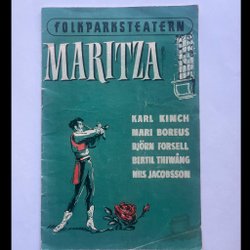 FOLKPARKSTEATERN
MARITZA
KARL KINCH
MARI BOREUS
BJÖRN FORSELL
BERTIL THIWÅNG
NILS JACOBSSON